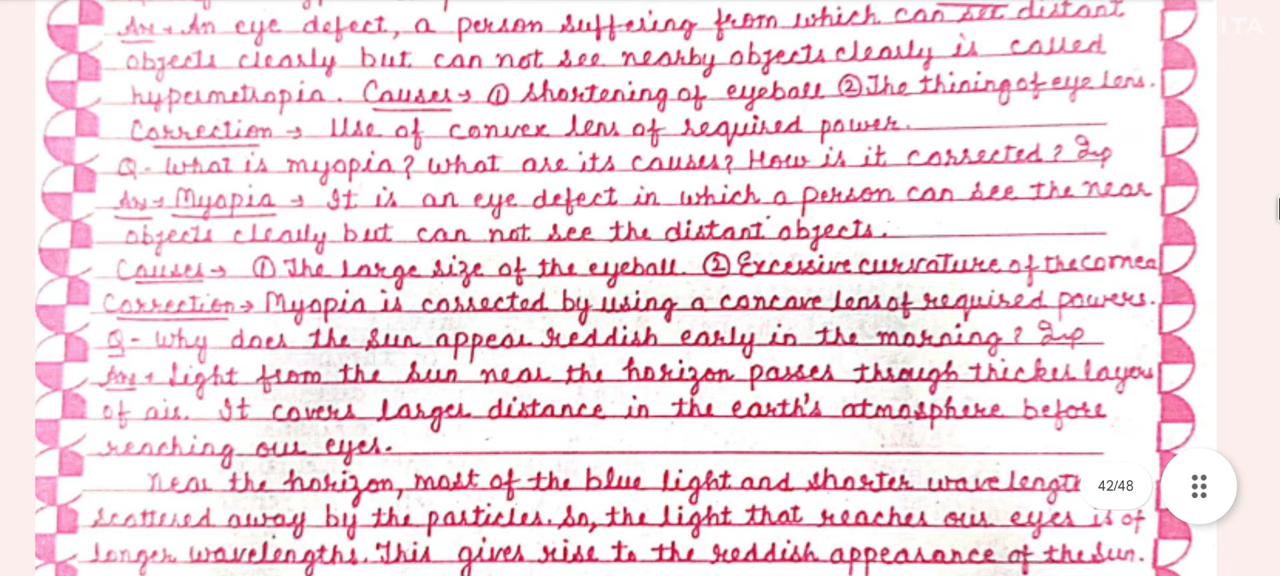 ITA
Ans → An eye defect, a person suffering from which can see distant
objects clearly but can not see nearby objects clearly is called
hypermetropia. Causes → ① Shortening of eyeball ② The thining of eye lens.
Correction → Use of convex lens of required power.
Q - What is myopia? What are its causes? How is it corrected? Imp
Ans → Myopia → It is an eye defect in which a person can see the near
objects clearly but can not see the distant objects.
Causes → ① The large size of the eyeball. ② Excessive curvature of the cornea
Correction → Myopia is corrected by using a concave lens of required powers.
Q - Why does the Sun appear reddish early in the morning? Imp
Ans → Light from the Sun near the horizon passes through thicker layers
of air. It covers larger distance in the earth's atmosphere before
reaching our eyes.
Near the horizon, most of the blue light and shorter wavelengt
42/48
scattered away by the particles. So, the light that reaches our eyes is of
longer wavelengths. This gives rise to the reddish appearance of the Sun.